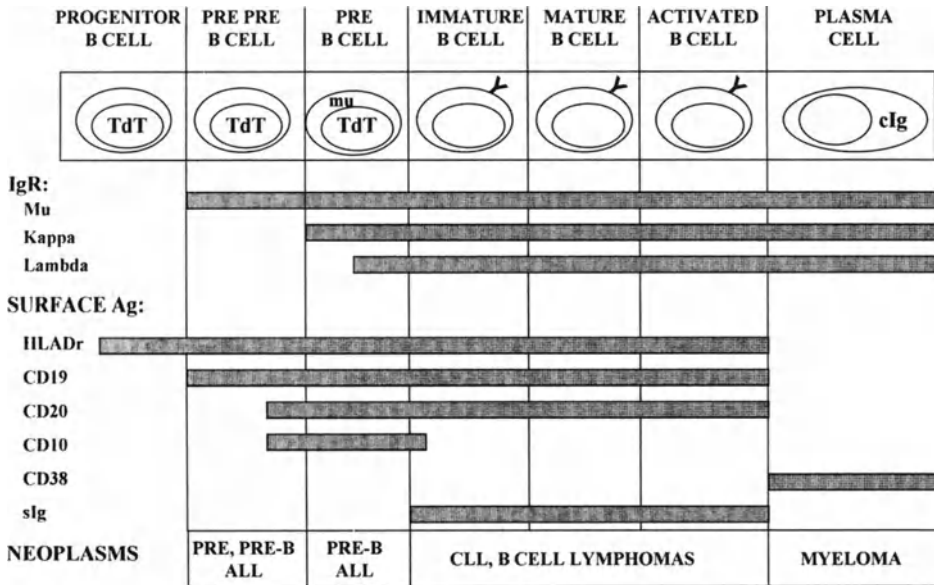 PROGENITOR B CELL
PRE PRE B CELL
PRE B CELL
IMMATURE B CELL
MATURE B CELL
ACTIVATED B CELL
PLASMA CELL
TdT
TdT
mu
TdT
cIg
IgR:
Mu
Kappa
Lambda
SURFACE Ag:
HLADr
CD19
CD20
CD10
CD38
sIg
NEOPLASMS
PRE, PRE-B ALL
PRE-B ALL
CLL, B CELL LYMPHOMAS
MYELOMA